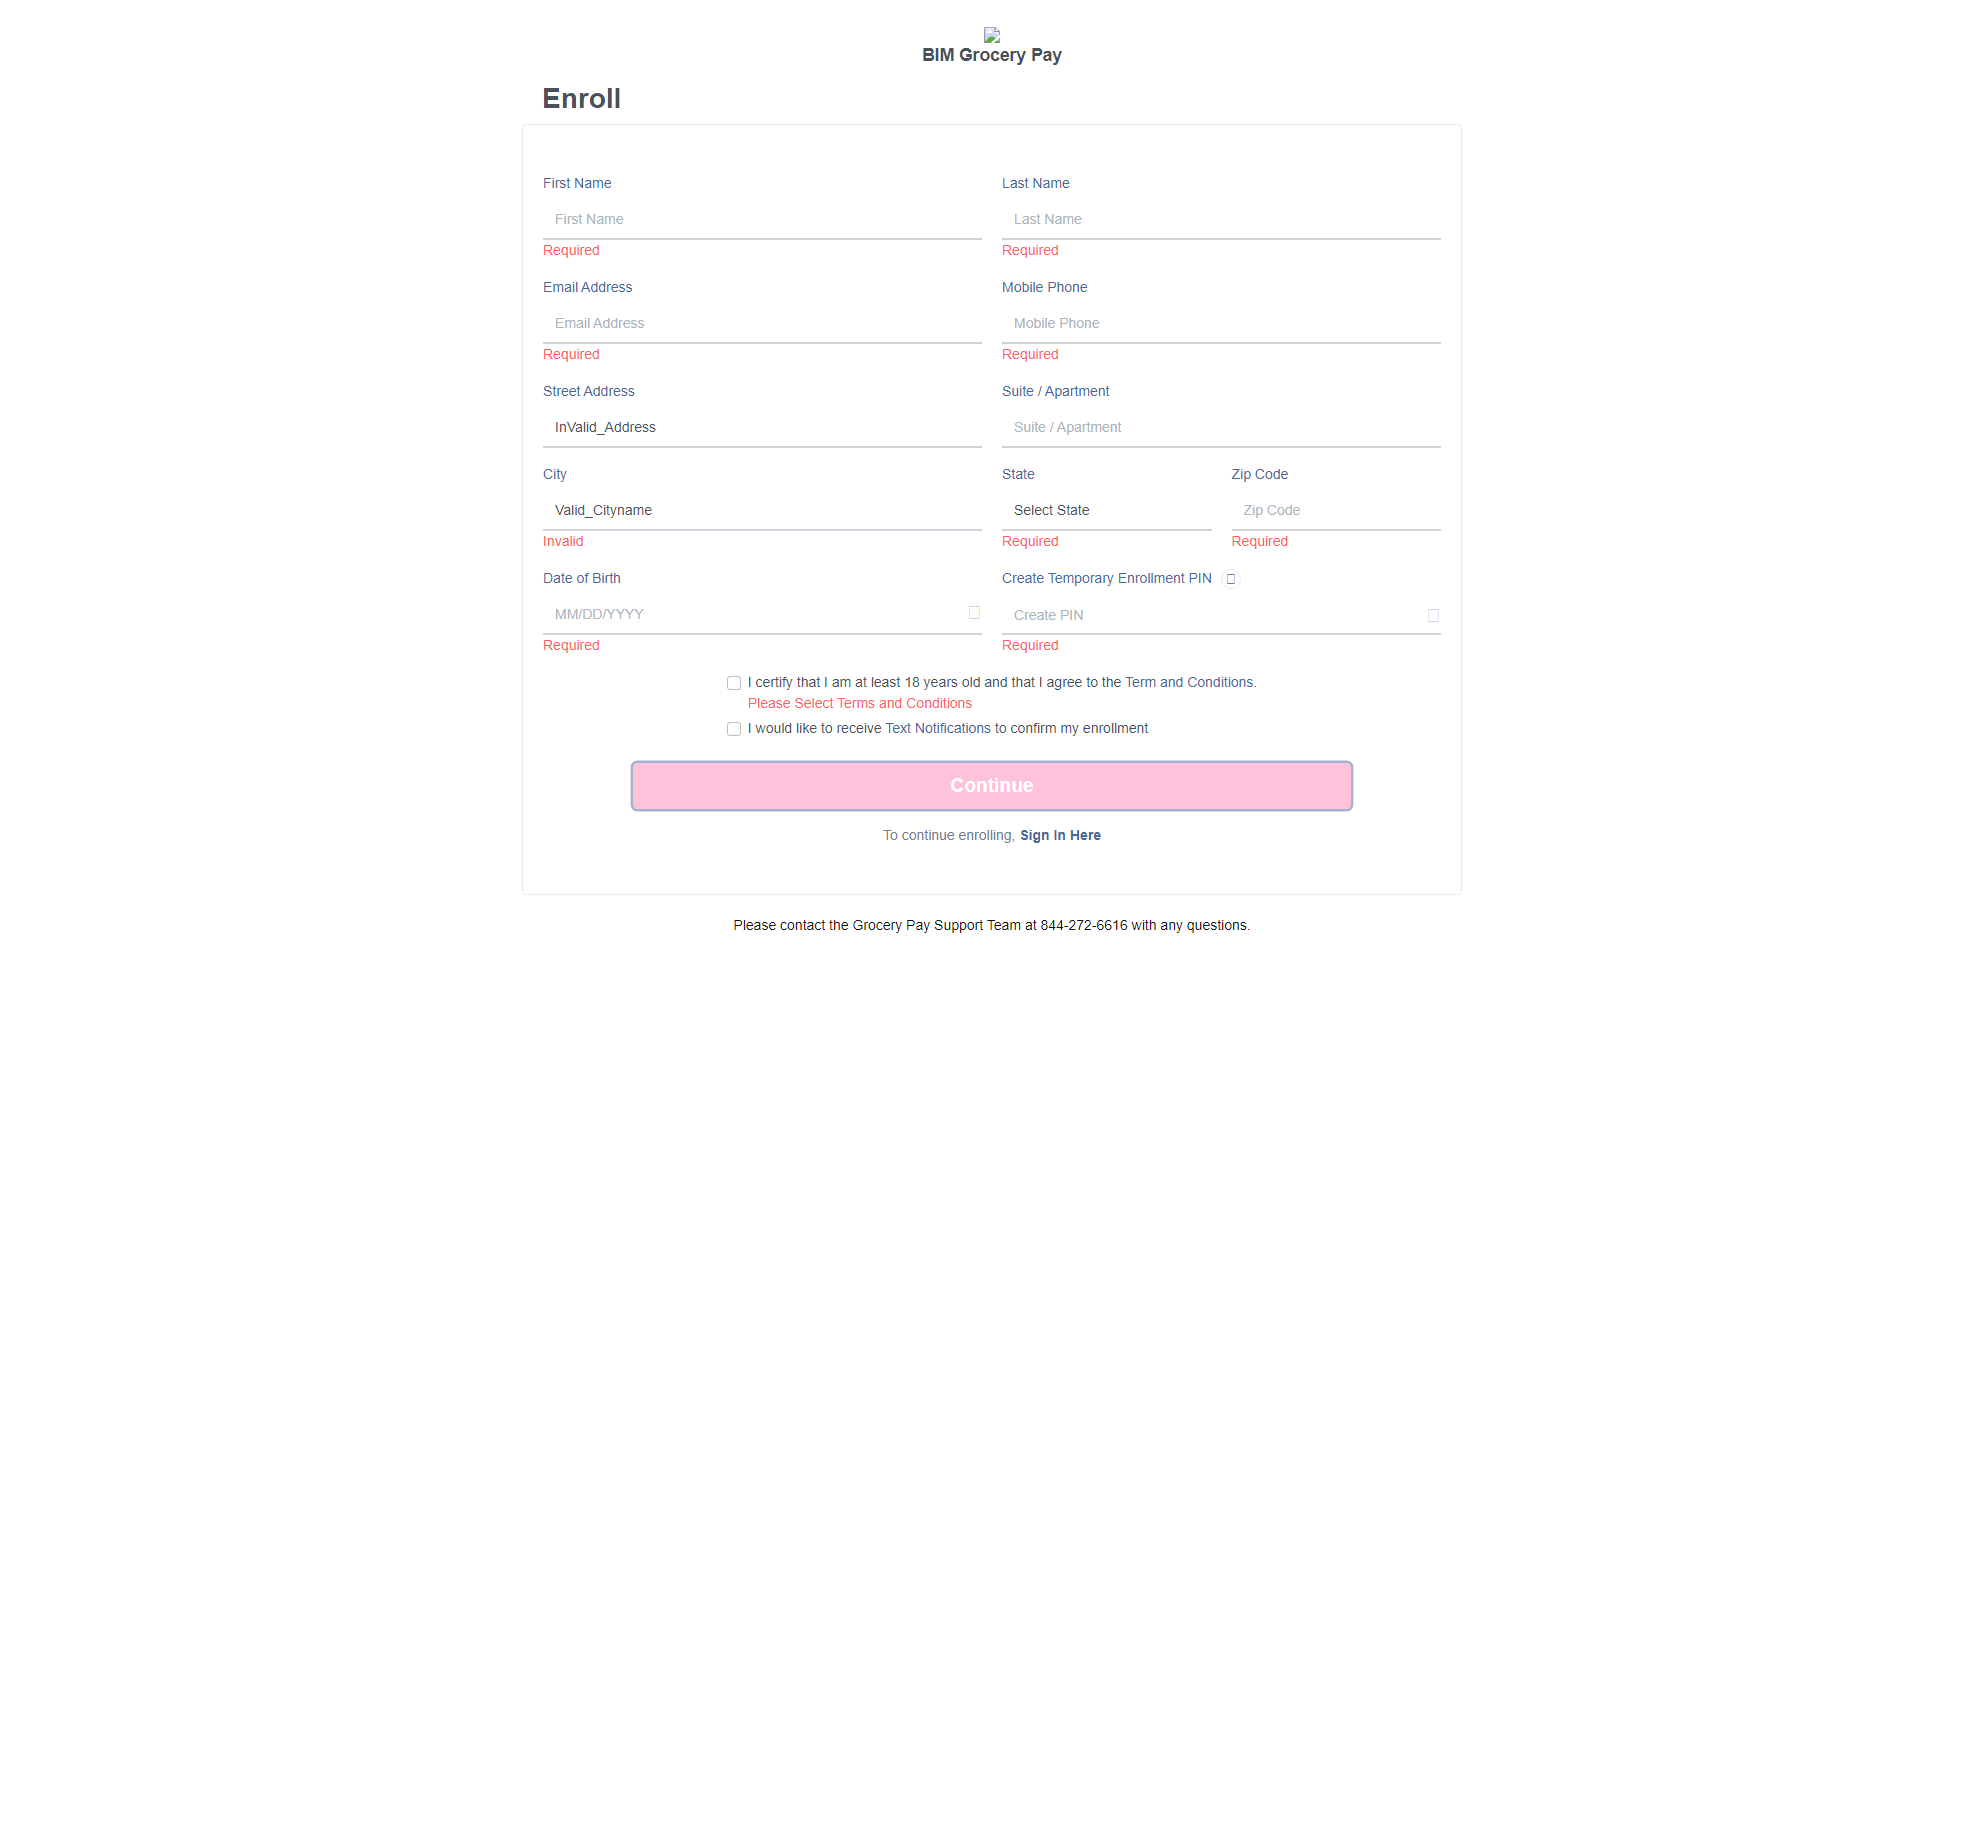 BIM Grocery Pay
Enroll
First Name Last Name
First Name Last Name
Required Required
Email Address Mobile Phone
Email Address Mobile Phone
Required Required
Street Address Suite / Apartment
InValid_Address Suite / Apartment
City State Zip Code
Valid_Cityname Select State Zip Code
Invalid Required Required
Date of Birth Create Temporary Enrollment PIN
MM/DD/YYYY Create PIN
Required Required
I certify that I am at least 18 years old and that I agree to the Term and Conditions.
Please Select Terms and Conditions
I would like to receive Text Notifications to confirm my enrollment
Continue
To continue enrolling, Sign In Here
Please contact the Grocery Pay Support Team at 844-272-6616 with any questions.